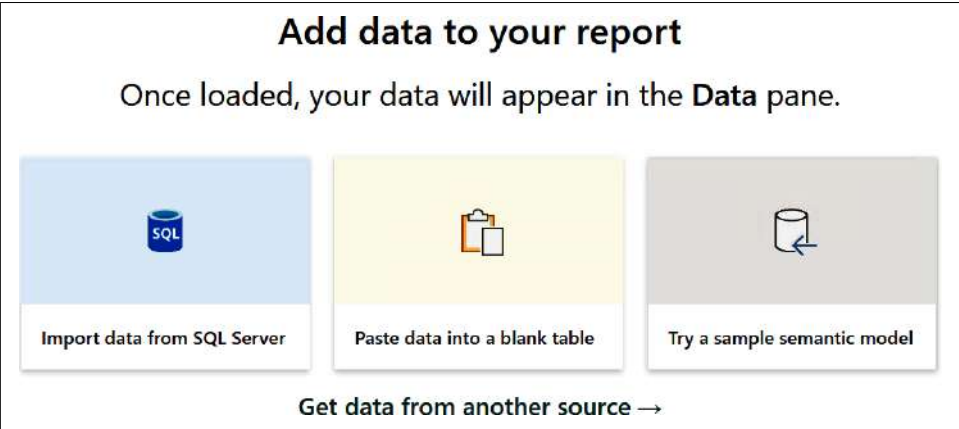 Add data to your report
Once loaded, your data will appear in the Data pane.
SQL
Import data from SQL Server
Paste data into a blank table
Try a sample semantic model
Get data from another source →